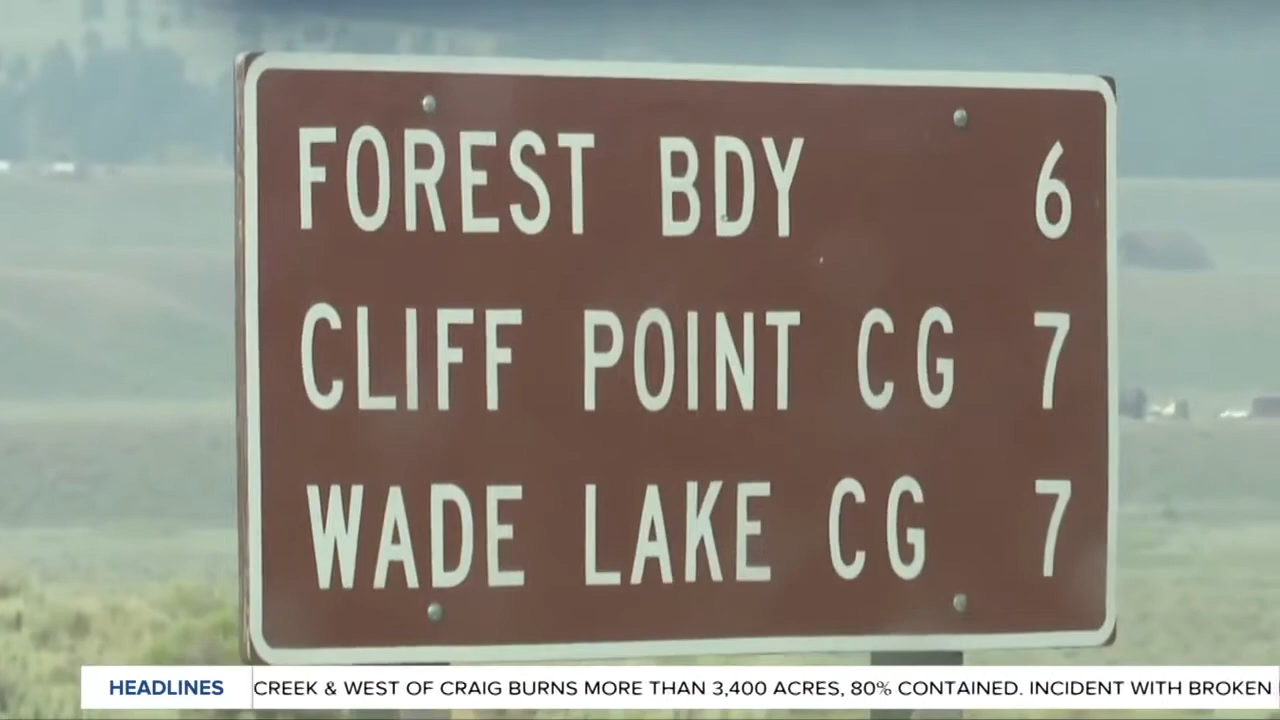 FOREST BDY 6
CLIFF POINT CG 7
WADE LAKE CG 7
HEADLINES CREEK & WEST OF CRAIG BURNS MORE THAN 3,400 ACRES, 80% CONTAINED. INCIDENT WITH BROKEN